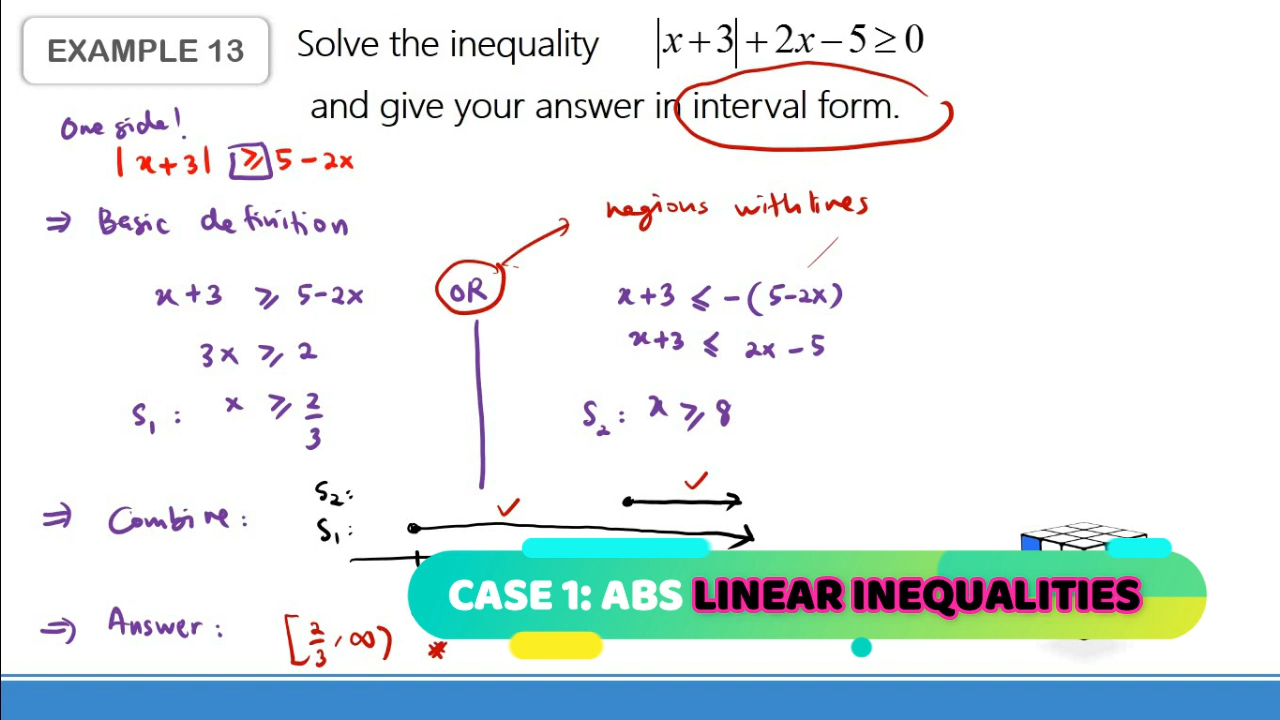 EXAMPLE 13
Solve the inequality |x+3|+2x−5≥0
and give your answer in interval form.
One side!
|x+3| ≥ 5-2x
⇒ Basic definition
regions with lines
x+3 ≥ 5-2x
OR
x+3 ≤ -(5-2x)
3x ≥ 2
x+3 ≤ 2x-5
S₁: x ≥ 2/3
S₂: x ≥ 8
⇒ Combine:
S₂:
S₁:
CASE 1: ABS LINEAR INEQUALITIES
⇒ Answer: [2/3, ∞)